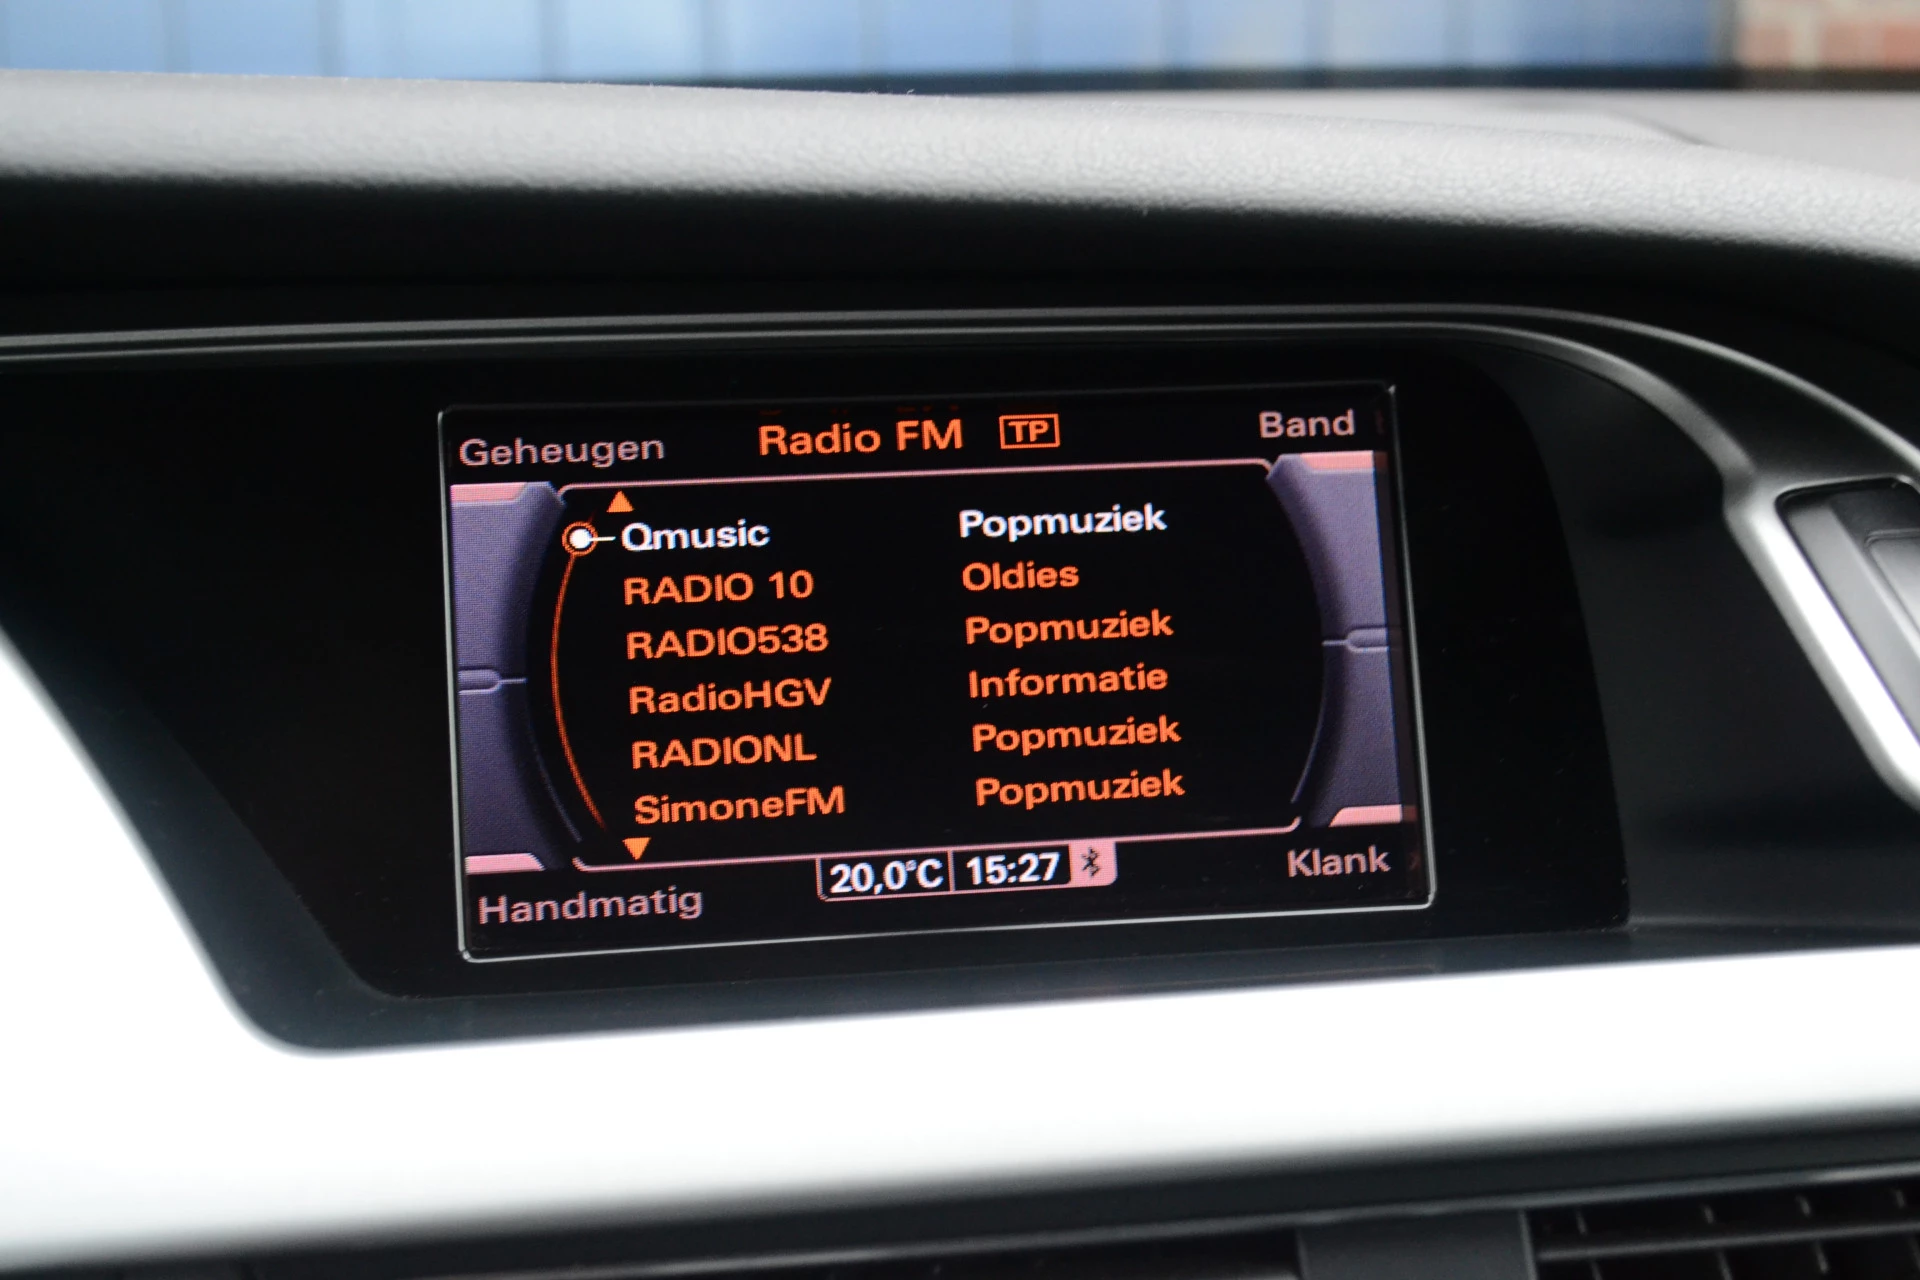 Geheugen Radio FM TP Band
Qmusic Popmuziek
RADIO 10 Oldies
RADIO538 Popmuziek
RadioHGV Informatie
RADIONL Popmuziek
SimoneFM Popmuziek
20,0°C 15:27
Handmatig Klank